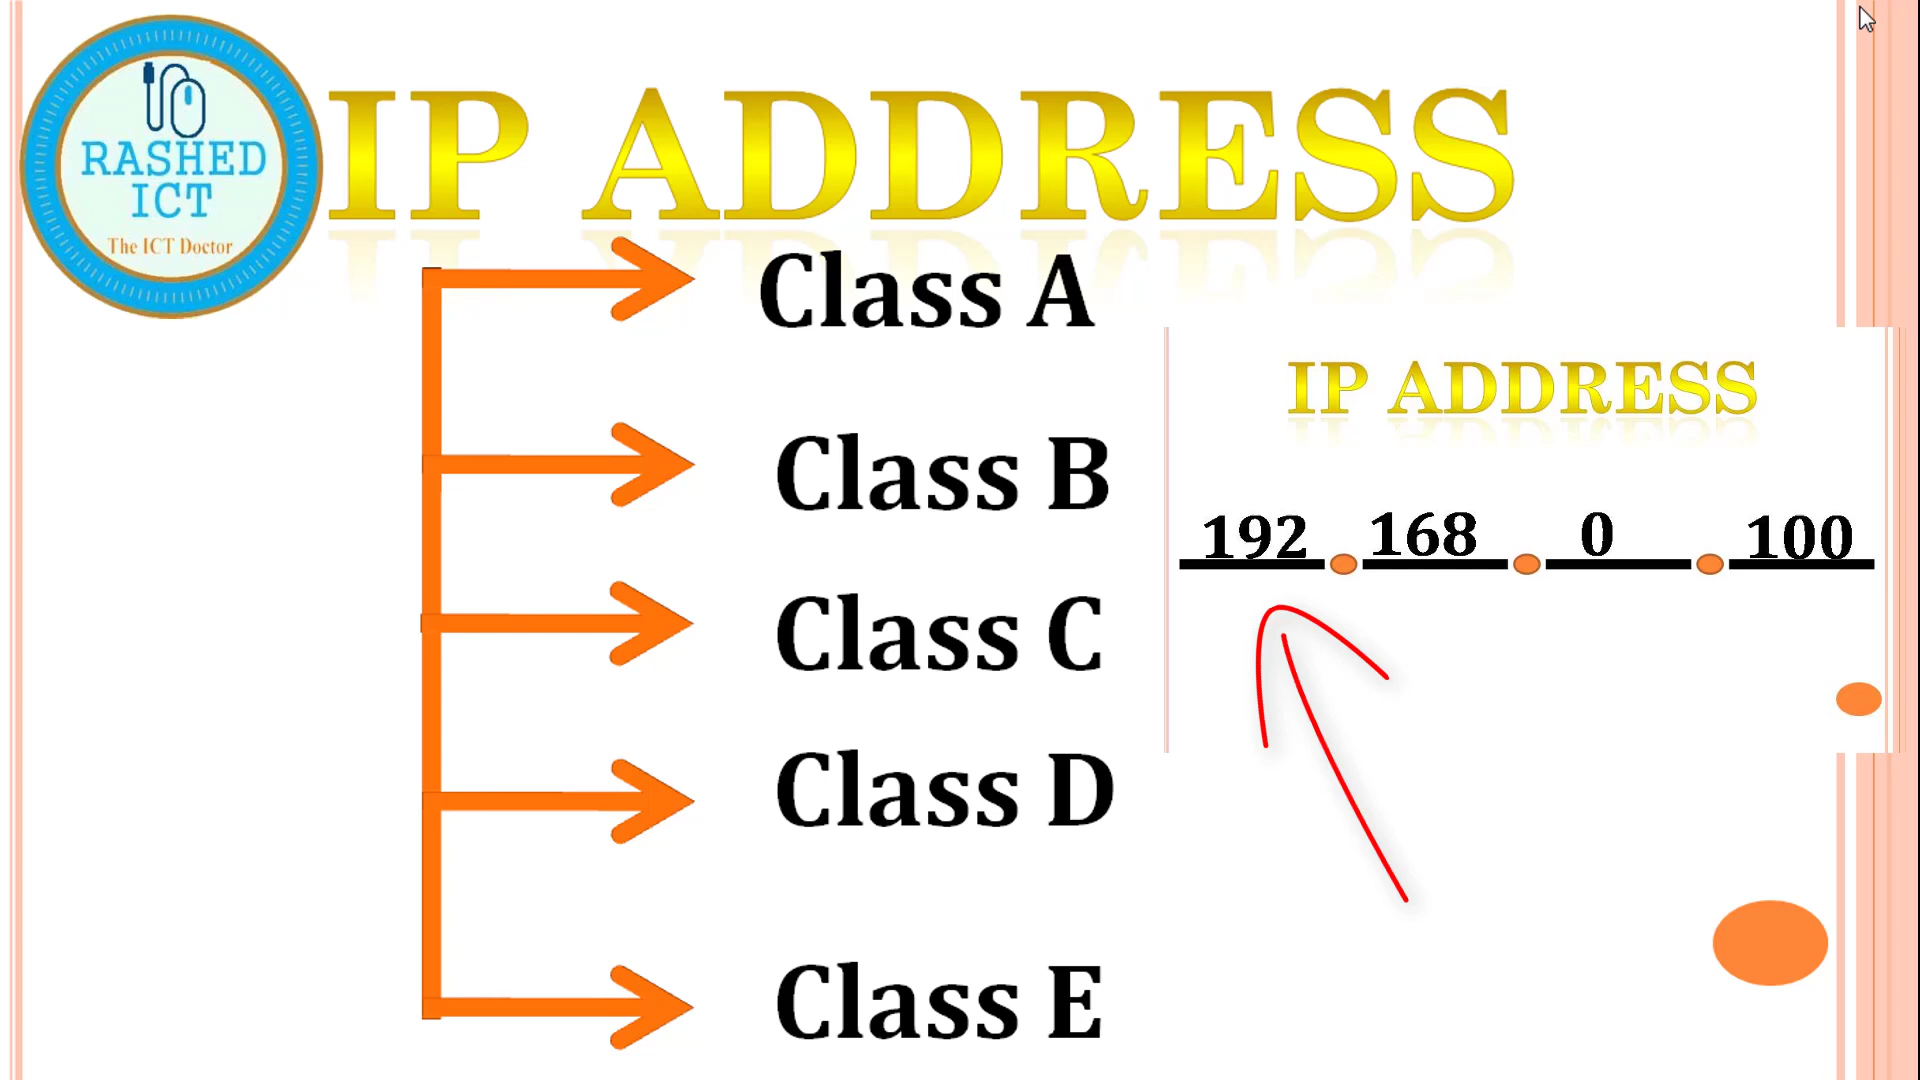 RASHED
ICT
The ICT Doctor
IP ADDRESS
Class A
Class B
Class C
Class D
Class E
IP ADDRESS
192 . 168 . 0 . 100